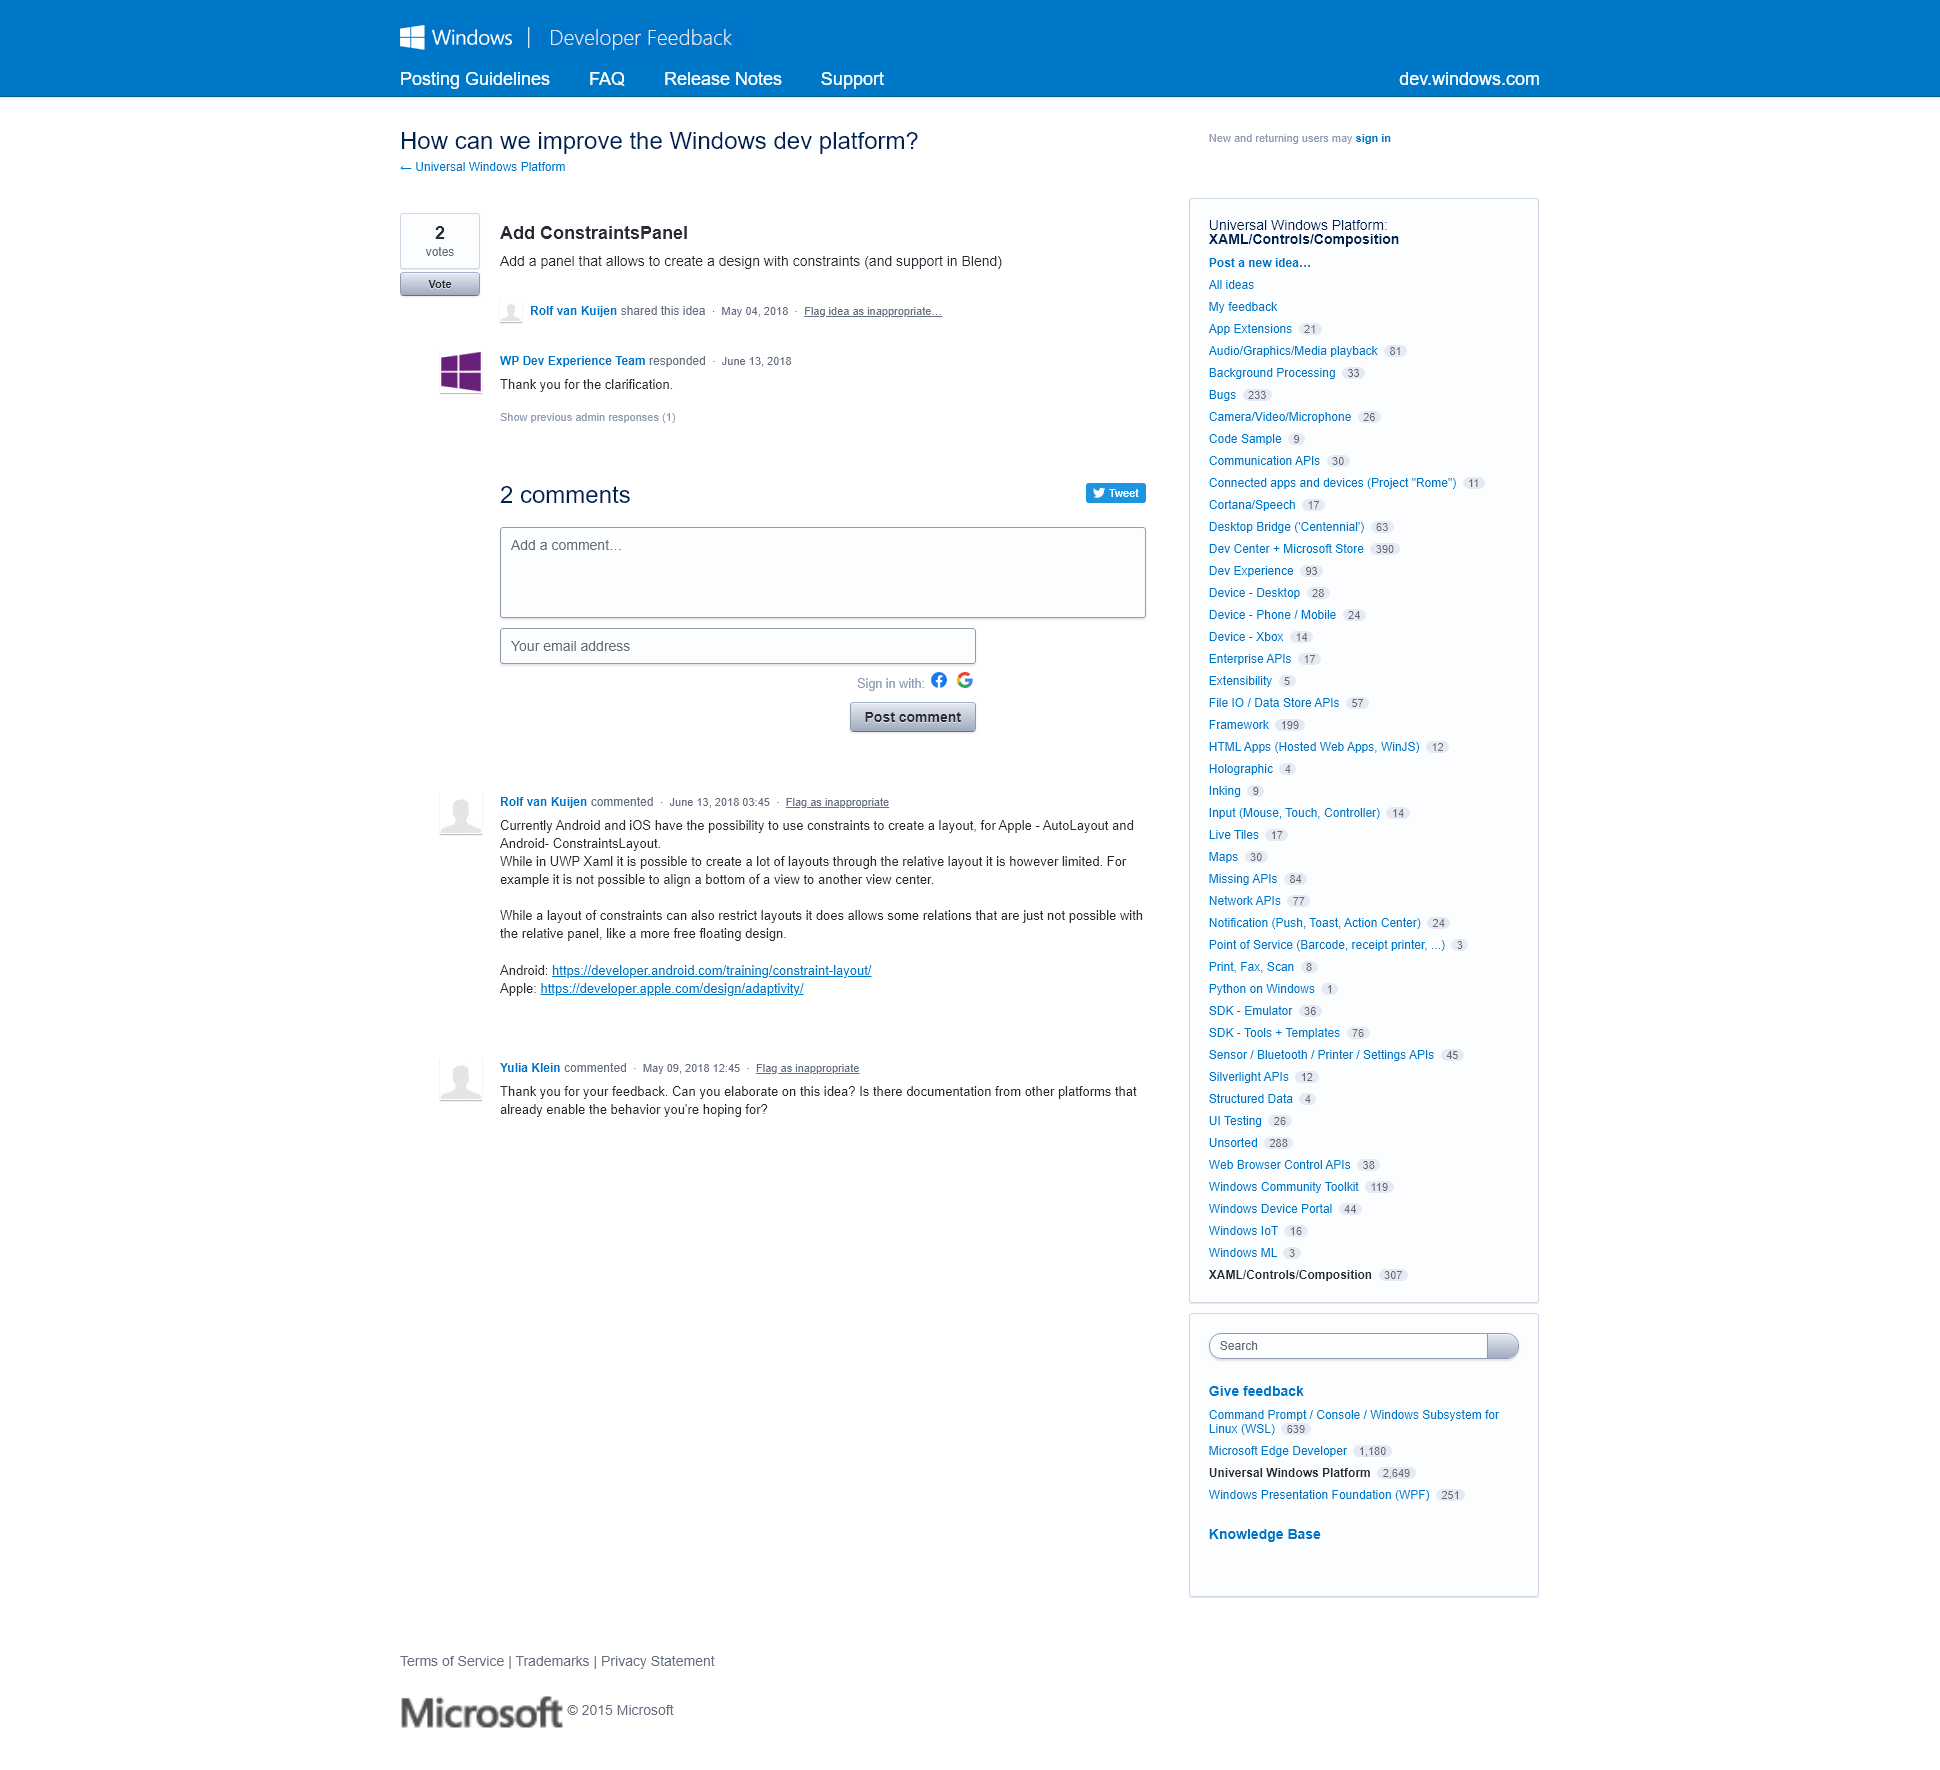 Windows | Developer Feedback
Posting Guidelines FAQ Release Notes Support dev.windows.com
How can we improve the Windows dev platform?
← Universal Windows Platform
New and returning users may sign in
2
votes
Vote
Add ConstraintsPanel
Add a panel that allows to create a design with constraints (and support in Blend)
Rolf van Kuijen shared this idea · May 04, 2018 · Flag idea as inappropriate…
WP Dev Experience Team responded · June 13, 2018
Thank you for the clarification.
Show previous admin responses (1)
2 comments
Tweet
Add a comment…
Your email address
Sign in with:
Post comment
Rolf van Kuijen commented · June 13, 2018 03:45 · Flag as inappropriate
Currently Android and iOS have the possibility to use constraints to create a layout, for Apple - AutoLayout and
Android- ConstraintsLayout.
While in UWP Xaml it is possible to create a lot of layouts through the relative layout it is however limited. For
example it is not possible to align a bottom of a view to another view center.
While a layout of constraints can also restrict layouts it does allows some relations that are just not possible with
the relative panel, like a more free floating design.
Android: https://developer.android.com/training/constraint-layout/
Apple: https://developer.apple.com/design/adaptivity/
Yulia Klein commented · May 09, 2018 12:45 · Flag as inappropriate
Thank you for your feedback. Can you elaborate on this idea? Is there documentation from other platforms that
already enable the behavior you're hoping for?
Universal Windows Platform:
XAML/Controls/Composition
Post a new idea…
All ideas
My feedback
App Extensions 21
Audio/Graphics/Media playback 81
Background Processing 33
Bugs 233
Camera/Video/Microphone 26
Code Sample 9
Communication APIs 30
Connected apps and devices (Project "Rome") 11
Cortana/Speech 17
Desktop Bridge ('Centennial') 63
Dev Center + Microsoft Store 390
Dev Experience 93
Device - Desktop 28
Device - Phone / Mobile 24
Device - Xbox 14
Enterprise APIs 17
Extensibility 5
File IO / Data Store APIs 57
Framework 199
HTML Apps (Hosted Web Apps, WinJS) 12
Holographic 4
Inking 9
Input (Mouse, Touch, Controller) 14
Live Tiles 17
Maps 30
Missing APIs 84
Network APIs 77
Notification (Push, Toast, Action Center) 24
Point of Service (Barcode, receipt printer, ...) 3
Print, Fax, Scan 8
Python on Windows 1
SDK - Emulator 36
SDK - Tools + Templates 76
Sensor / Bluetooth / Printer / Settings APIs 45
Silverlight APIs 12
Structured Data 4
UI Testing 26
Unsorted 288
Web Browser Control APIs 38
Windows Community Toolkit 119
Windows Device Portal 44
Windows IoT 16
Windows ML 3
XAML/Controls/Composition 307
Search
Give feedback
Command Prompt / Console / Windows Subsystem for
Linux (WSL) 639
Microsoft Edge Developer 1,180
Universal Windows Platform 2,649
Windows Presentation Foundation (WPF) 251
Knowledge Base
Terms of Service | Trademarks | Privacy Statement
Microsoft © 2015 Microsoft